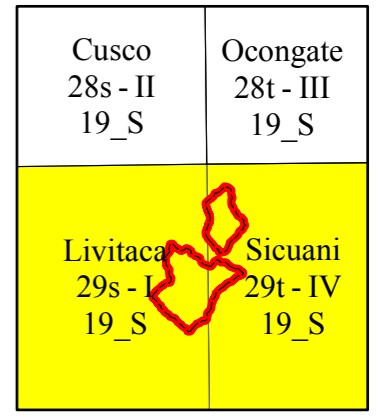 Cusco
28s - II
19_S
Ocongate
28t - III
19_S
Livitaca
29s - I
19_S
Sicuani
29t - IV
19_S